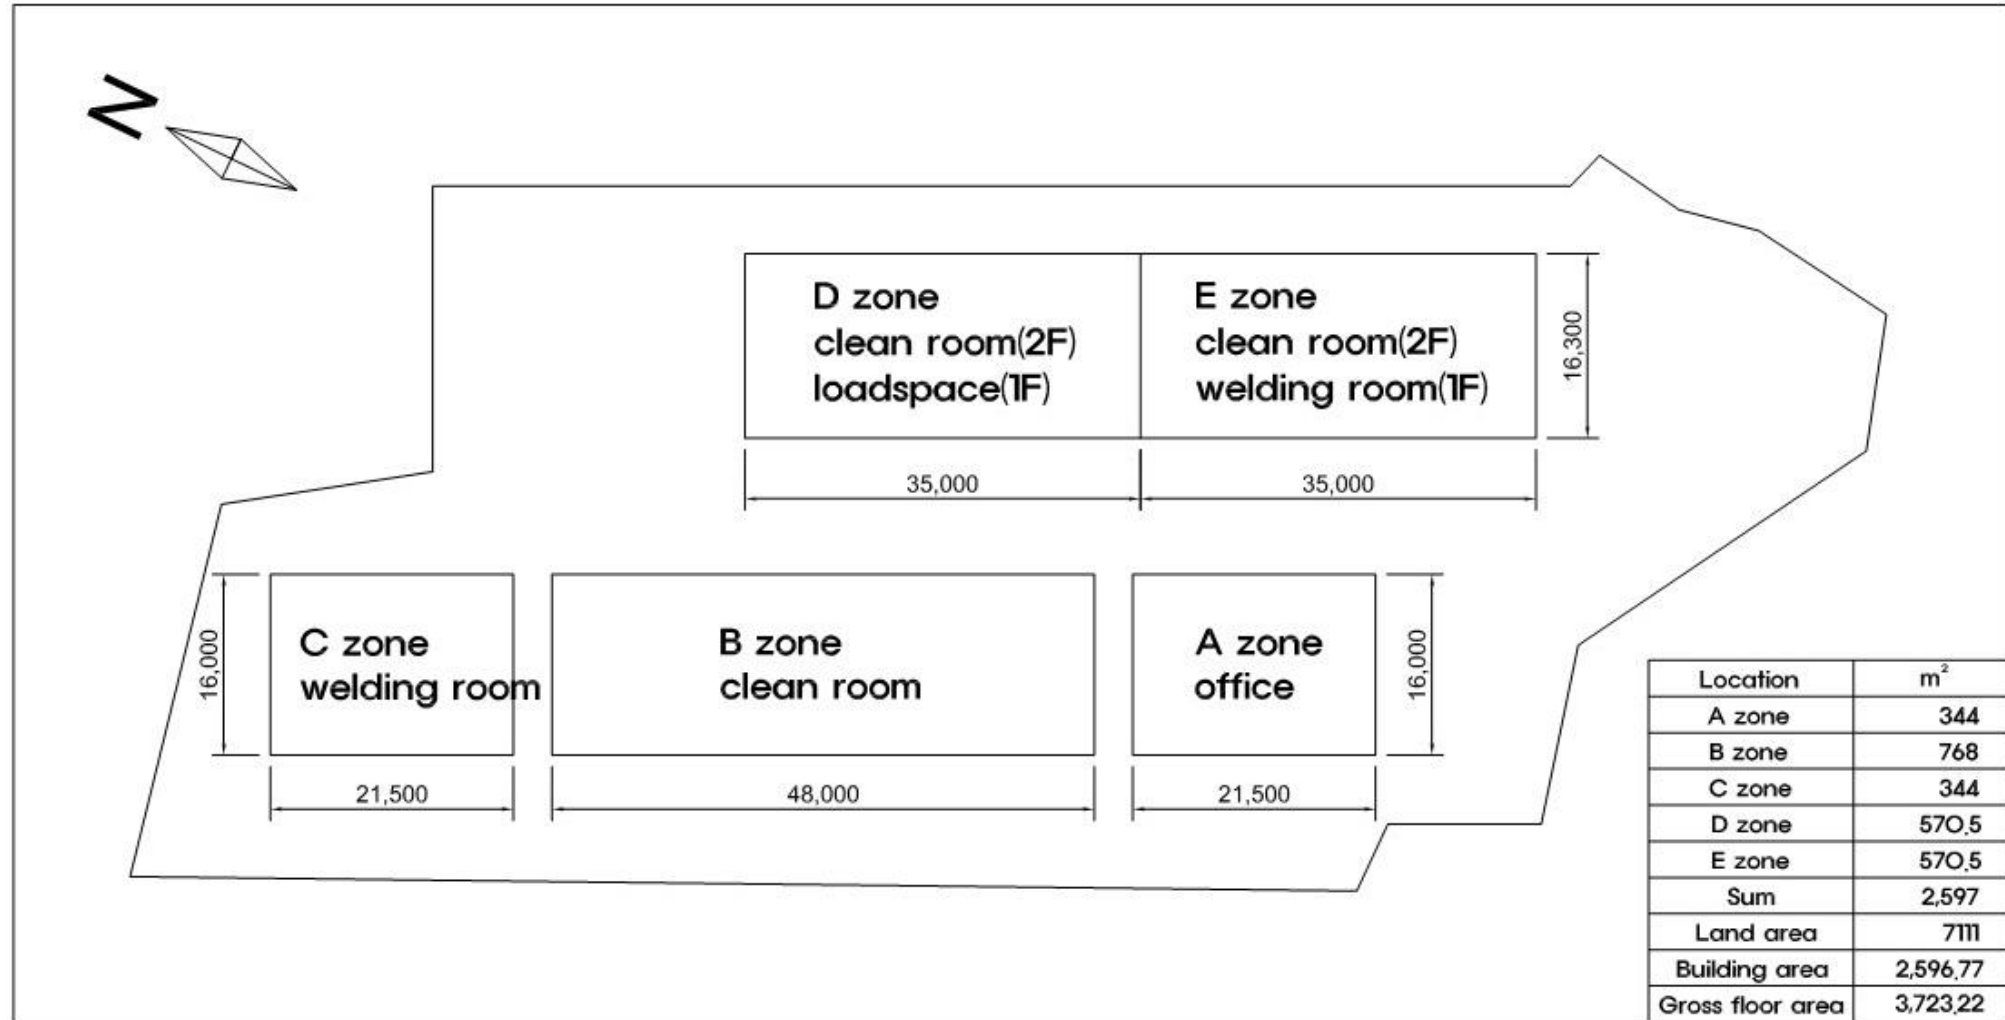 N
D zone
clean room(2F)
loadspace(1F)
E zone
clean room(2F)
welding room(1F)
16,300
35,000
35,000
C zone
welding room
16,000
21,500
B zone
clean room
48,000
A zone
office
16,000
21,500
Location m²
A zone 344
B zone 768
C zone 344
D zone 570.5
E zone 570.5
Sum 2,597
Land area 7111
Building area 2,596.77
Gross floor area 3,723.22